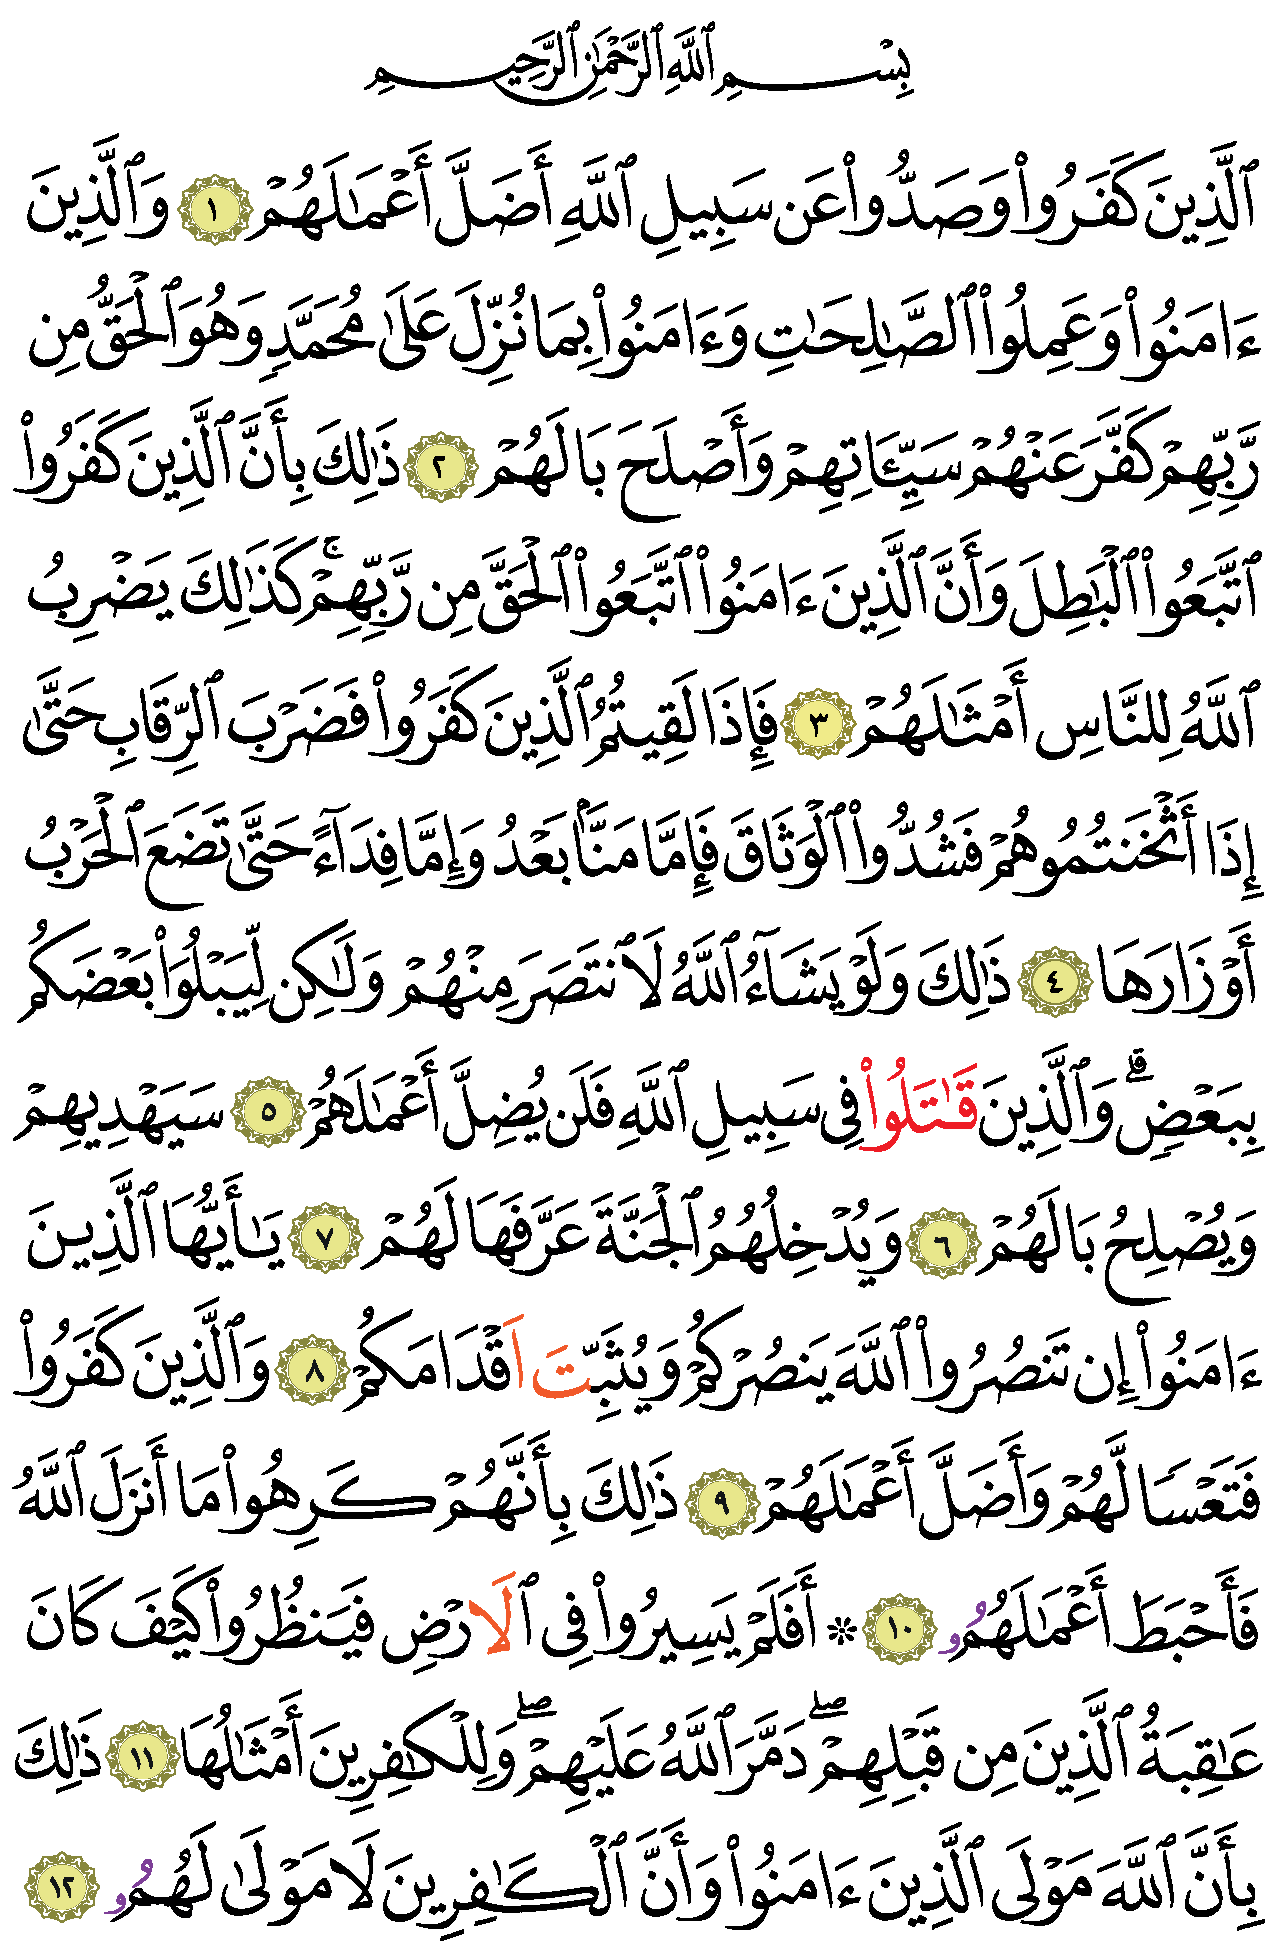 بِسْمِ ٱللَّهِ ٱلرَّحْمَٰنِ ٱلرَّحِيمِ
ٱلَّذِينَ كَفَرُوا۟ وَصَدُّوا۟ عَن سَبِيلِ ٱللَّهِ أَضَلَّ أَعْمَٰلَهُمْ ١ وَٱلَّذِينَ
ءَامَنُوا۟ وَعَمِلُوا۟ ٱلصَّٰلِحَٰتِ وَءَامَنُوا۟ بِمَا نُزِّلَ عَلَىٰ مُحَمَّدٍ وَهُوَ ٱلْحَقُّ مِن
رَّبِّهِمْ كَفَّرَ عَنْهُمْ سَيِّـَٔاتِهِمْ وَأَصْلَحَ بَالَهُمْ ٢ ذَٰلِكَ بِأَنَّ ٱلَّذِينَ كَفَرُوا۟
ٱتَّبَعُوا۟ ٱلْبَٰطِلَ وَأَنَّ ٱلَّذِينَ ءَامَنُوا۟ ٱتَّبَعُوا۟ ٱلْحَقَّ مِن رَّبِّهِمْ ۚ كَذَٰلِكَ يَضْرِبُ
ٱللَّهُ لِلنَّاسِ أَمْثَٰلَهُمْ ٣ فَإِذَا لَقِيتُمُ ٱلَّذِينَ كَفَرُوا۟ فَضَرْبَ ٱلرِّقَابِ حَتَّىٰ
إِذَا أَثْخَنتُمُوهُمْ فَشُدُّوا۟ ٱلْوَثَاقَ فَإِمَّا مَنًّۢا بَعْدُ وَإِمَّا فِدَآءً حَتَّىٰ تَضَعَ ٱلْحَرْبُ
أَوْزَارَهَا ٤ ذَٰلِكَ وَلَوْ يَشَآءُ ٱللَّهُ لَٱنتَصَرَ مِنْهُمْ وَلَٰكِن لِّيَبْلُوَا۟ بَعْضَكُم
بِبَعْضٍ ۗ وَٱلَّذِينَ قَٰتَلُوا۟ فِى سَبِيلِ ٱللَّهِ فَلَن يُضِلَّ أَعْمَٰلَهُمْ ٥ سَيَهْدِيهِمْ
وَيُصْلِحُ بَالَهُمْ ٦ وَيُدْخِلُهُمُ ٱلْجَنَّةَ عَرَّفَهَا لَهُمْ ٧ يَٰأَيُّهَا ٱلَّذِينَ
ءَامَنُوا۟ إِن تَنصُرُوا۟ ٱللَّهَ يَنصُرْكُمْ وَيُثَبِّتَ اَقْدَامَكُمْ ٨ وَٱلَّذِينَ كَفَرُوا۟
فَتَعْسًا لَّهُمْ وَأَضَلَّ أَعْمَٰلَهُمْ ٩ ذَٰلِكَ بِأَنَّهُمْ كَرِهُوا۟ مَا أَنزَلَ ٱللَّهُ
فَأَحْبَطَ أَعْمَٰلَهُمُۥ ١٠ ۞ أَفَلَمْ يَسِيرُوا۟ فِى ٱلَارْضِ فَيَنظُرُوا۟ كَيْفَ كَانَ
عَٰقِبَةُ ٱلَّذِينَ مِن قَبْلِهِمْ ۖ دَمَّرَ ٱللَّهُ عَلَيْهِمْ ۖ وَلِلْكَٰفِرِينَ أَمْثَٰلُهَا ١١ ذَٰلِكَ
بِأَنَّ ٱللَّهَ مَوْلَى ٱلَّذِينَ ءَامَنُوا۟ وَأَنَّ ٱلْكَٰفِرِينَ لَا مَوْلَىٰ لَهُمُۥ ١٢